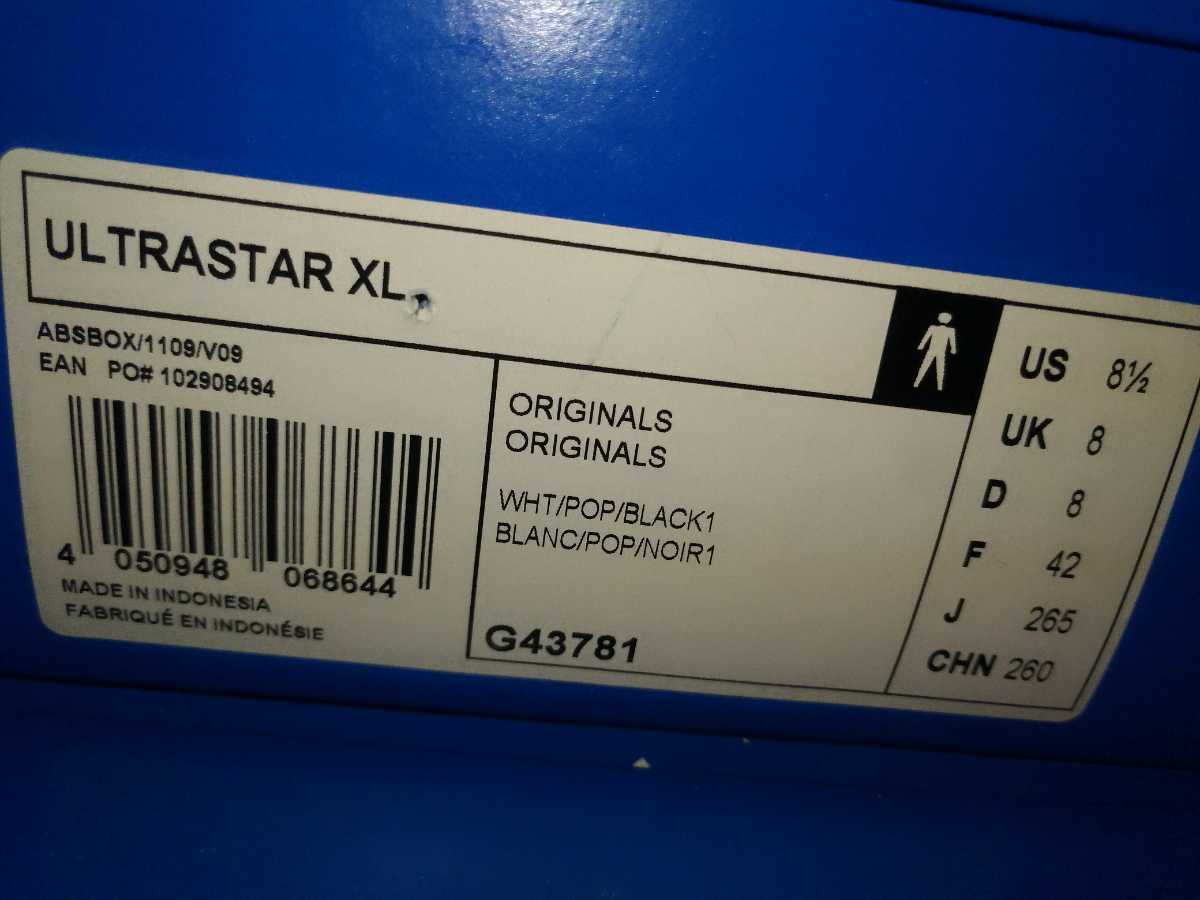 ULTRASTAR XL
ABSBOX/1109/V09
EAN PO# 102908494
4 050948 068644
MADE IN INDONESIA
FABRIQUÉ EN INDONÉSIE
ORIGINALS
ORIGINALS
WHT/POP/BLACK1
BLANC/POP/NOIR1
G43781
US 8½
UK 8
D 8
F 42
J 265
CHN 260